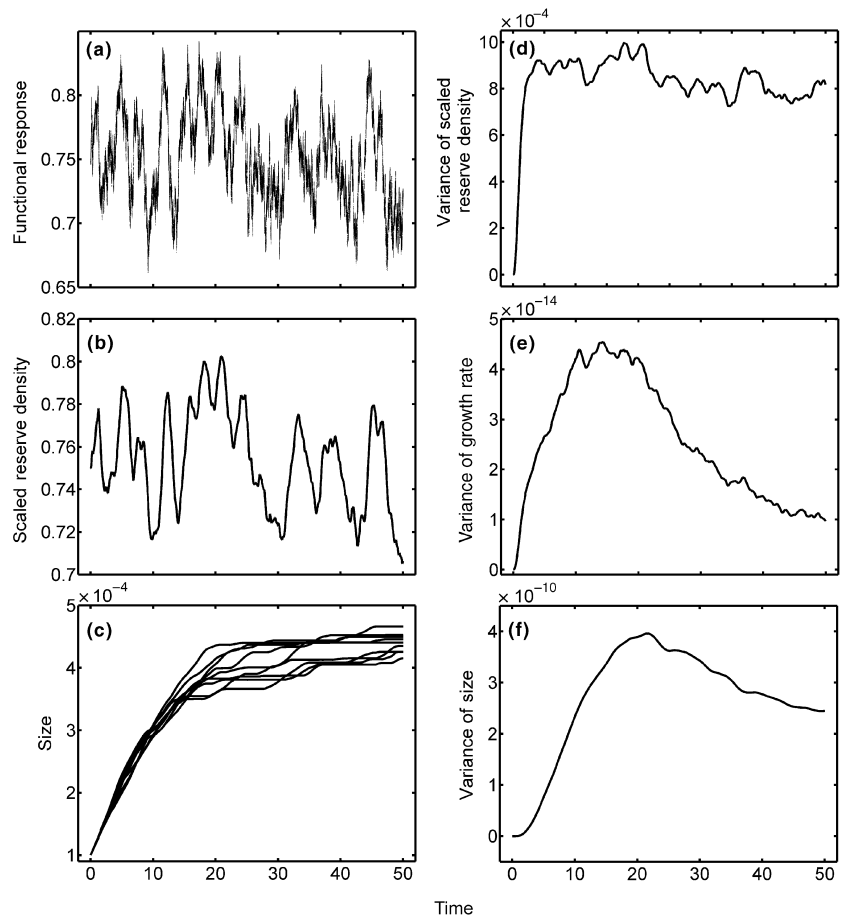 (a)
Functional response
0.8
0.75
0.7
0.65
(b)
Scaled reserve density
0.82
0.8
0.78
0.76
0.74
0.72
0.7
(c)
Size
5
× 10−4
4
3
2
1
0 10 20 30 40 50
(d)
× 10−4
Variance of scaled
reserve density
10
8
6
4
2
0
(e)
× 10−14
Variance of growth rate
5
4
3
2
1
0
(f)
× 10−10
Variance of size
4
3
2
1
0
0 10 20 30 40 50
Time